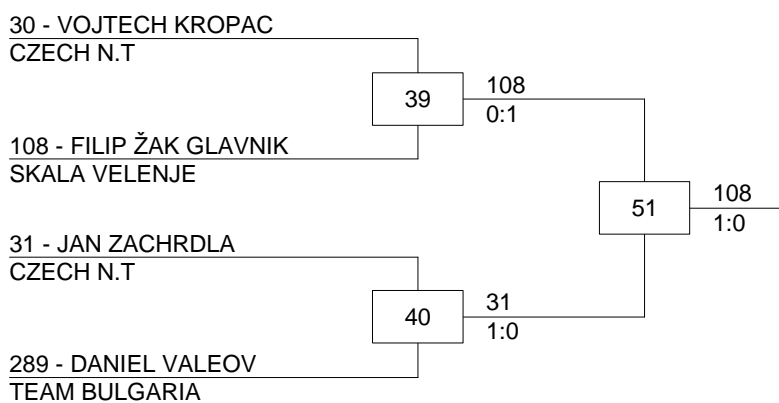 30 - VOJTECH KROPAC
CZECH N.T
39
108
0:1
108 - FILIP ŽAK GLAVNIK
SKALA VELENJE
51
108
1:0
31 - JAN ZACHRDLA
CZECH N.T
40
31
1:0
289 - DANIEL VALEOV
TEAM BULGARIA